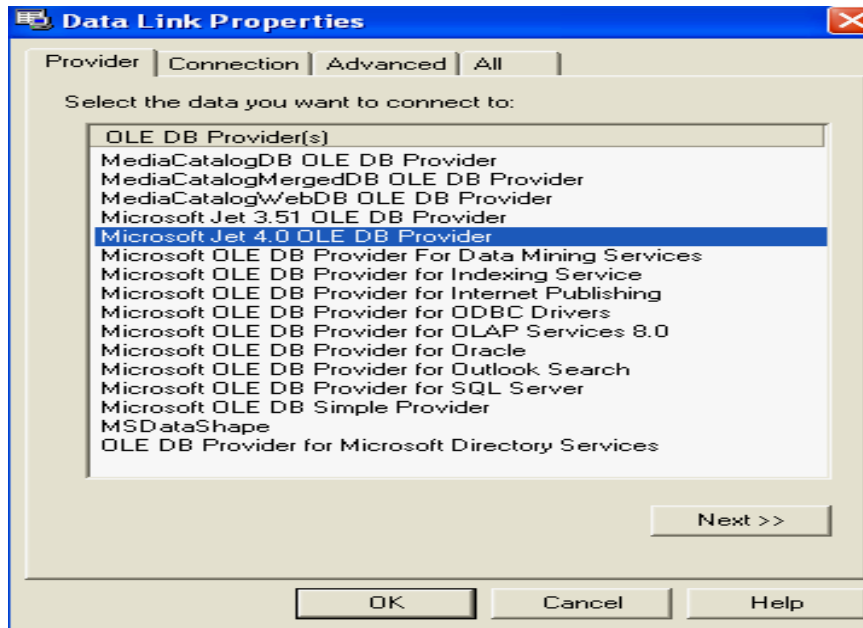 Data Link Properties
Provider Connection Advanced All
Select the data you want to connect to:
OLE DB Provider(s)
MediaCatalogDB OLE DB Provider
MediaCatalogMergedDB OLE DB Provider
MediaCatalogWebDB OLE DB Provider
Microsoft Jet 3.51 OLE DB Provider
Microsoft Jet 4.0 OLE DB Provider
Microsoft OLE DB Provider For Data Mining Services
Microsoft OLE DB Provider for Indexing Service
Microsoft OLE DB Provider for Internet Publishing
Microsoft OLE DB Provider for ODBC Drivers
Microsoft OLE DB Provider for OLAP Services 8.0
Microsoft OLE DB Provider for Oracle
Microsoft OLE DB Provider for Outlook Search
Microsoft OLE DB Provider for SQL Server
Microsoft OLE DB Simple Provider
MSDataShape
OLE DB Provider for Microsoft Directory Services
Next >>
OK Cancel Help